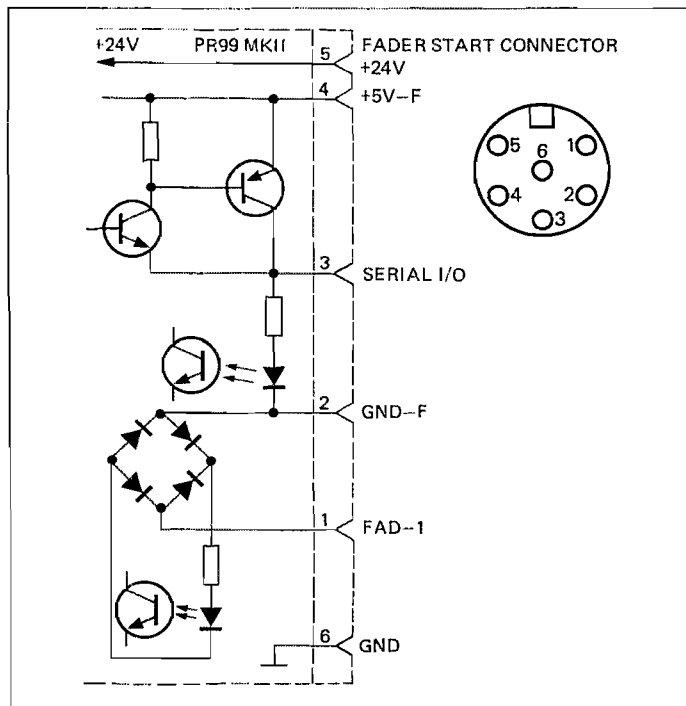 +24V
PR99 MKII
5
FADER START CONNECTOR
+24V
4
+5V-F
3
SERIAL I/O
2
GND-F
1
FAD-1
6
GND
5
6
1
4
2
3